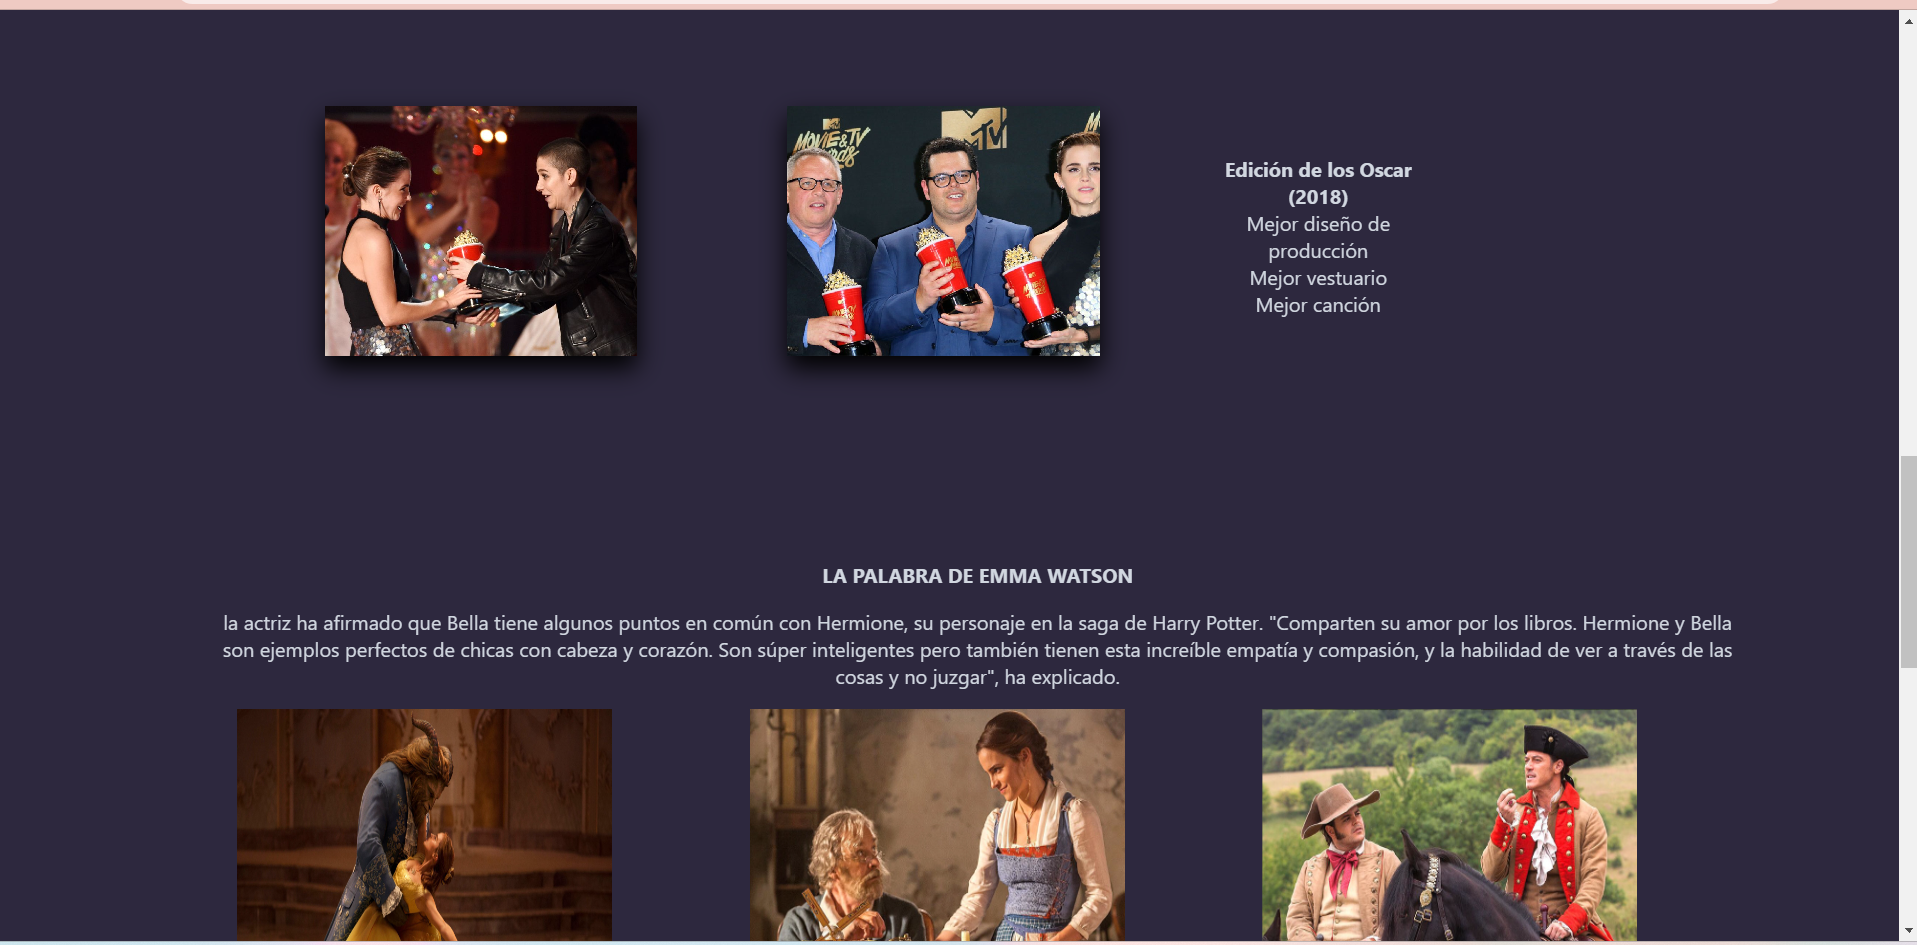 MOVIE & TV
Awards
MTV
Edición de los Oscar
(2018)
Mejor diseño de
producción
Mejor vestuario
Mejor canción
LA PALABRA DE EMMA WATSON
la actriz ha afirmado que Bella tiene algunos puntos en común con Hermione, su personaje en la saga de Harry Potter. "Comparten su amor por los libros. Hermione y Bella
son ejemplos perfectos de chicas con cabeza y corazón. Son súper inteligentes pero también tienen esta increíble empatía y compasión, y la habilidad de ver a través de las
cosas y no juzgar", ha explicado.